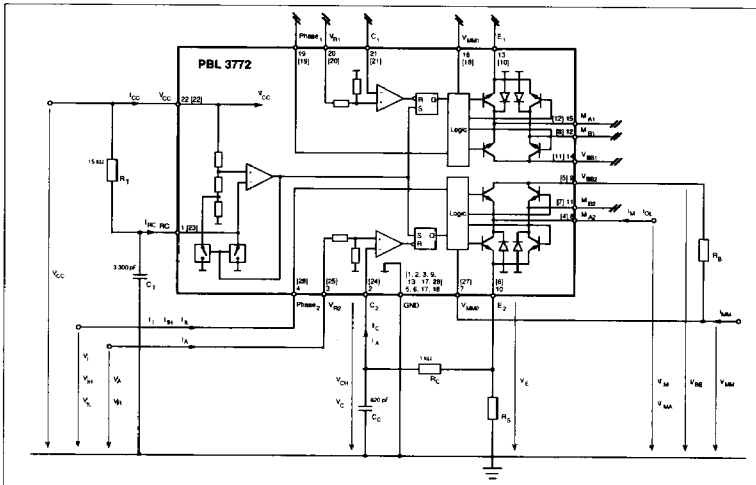 Phase1 VR1 C1 VMM1 E1
19 20 21 18 13
[19] [20] [21] [18] [10]
PBL 3772
ICC VCC 22 [22] VCC
R Q
S
Logic
[12] 15 MA1
[8] 12 MB1
[11] 14 VBB1
[5] 9 VBB2
[7] 11 MB2
[4] 8 MA2
IM IOL
15 kΩ
RT
IRC RC 1 [23]
Logic
S Q
R
RB
VCC
3 300 pF
CT
[1, 2, 3, 9,
13, 17, 28]
5, 6, 17, 18
[26] [25] [24] [27] [6]
4 3 2 7 10
Phase2 VR2 C2 GND VMM2 E2
II IIH IIL
IA
IC
IA
IMM
1 kΩ
RC
VI
VIH
VIL
VA
VR
VCH
VC
820 pF
CC
RS
VE
VM
VMA
VBB
VMM